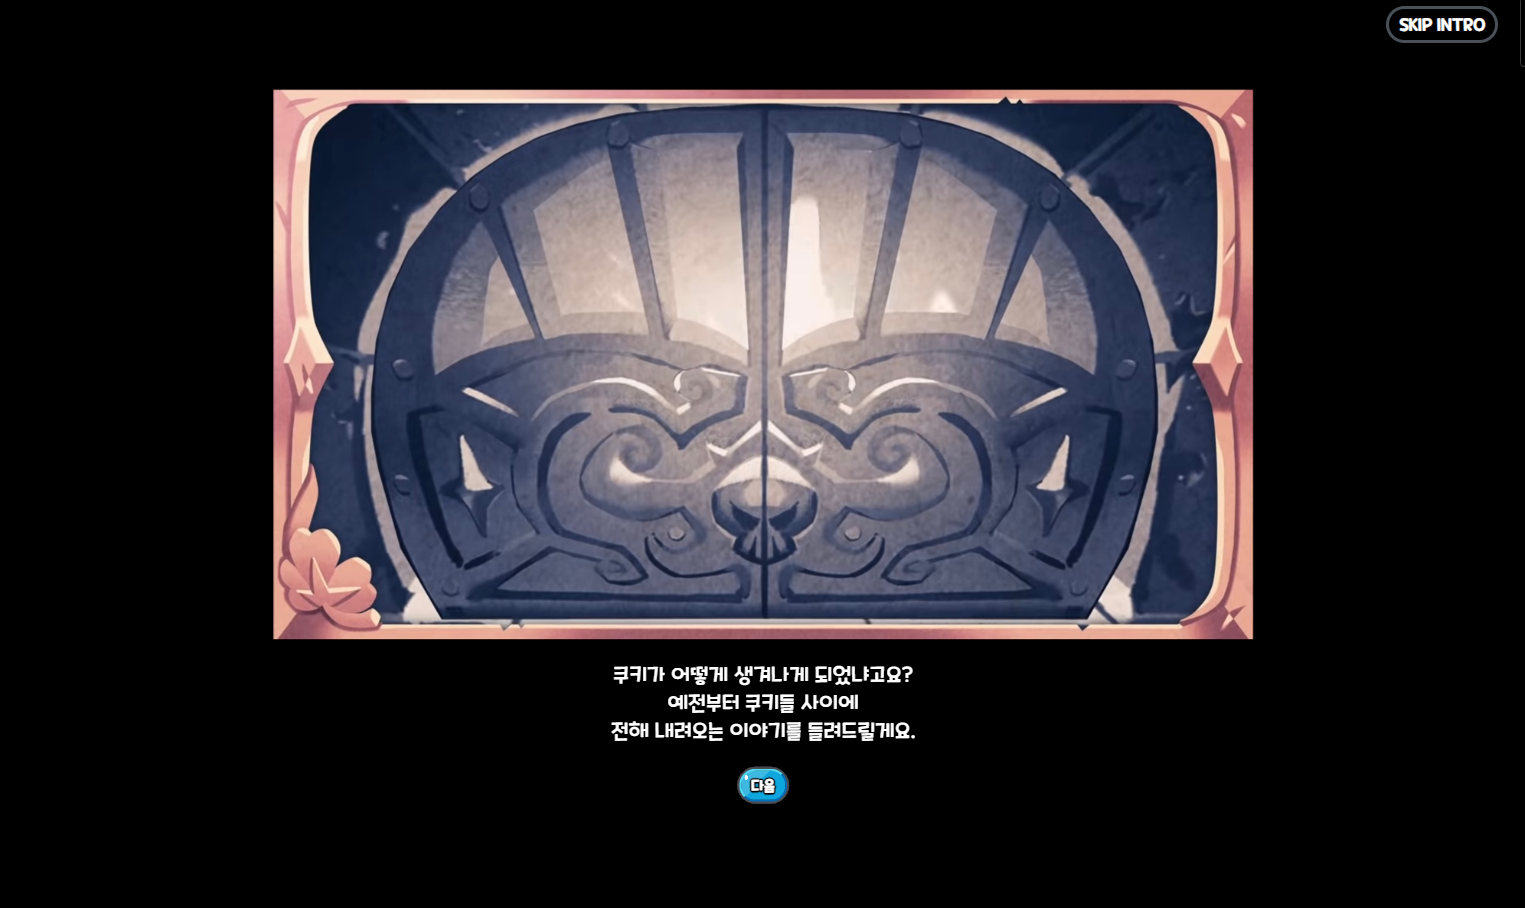 SKIP INTRO
쿠키가 어떻게 생겨나게 되었냐고요?
예전부터 쿠키들 사이에
전해 내려오는 이야기를 들려드릴게요.
다음